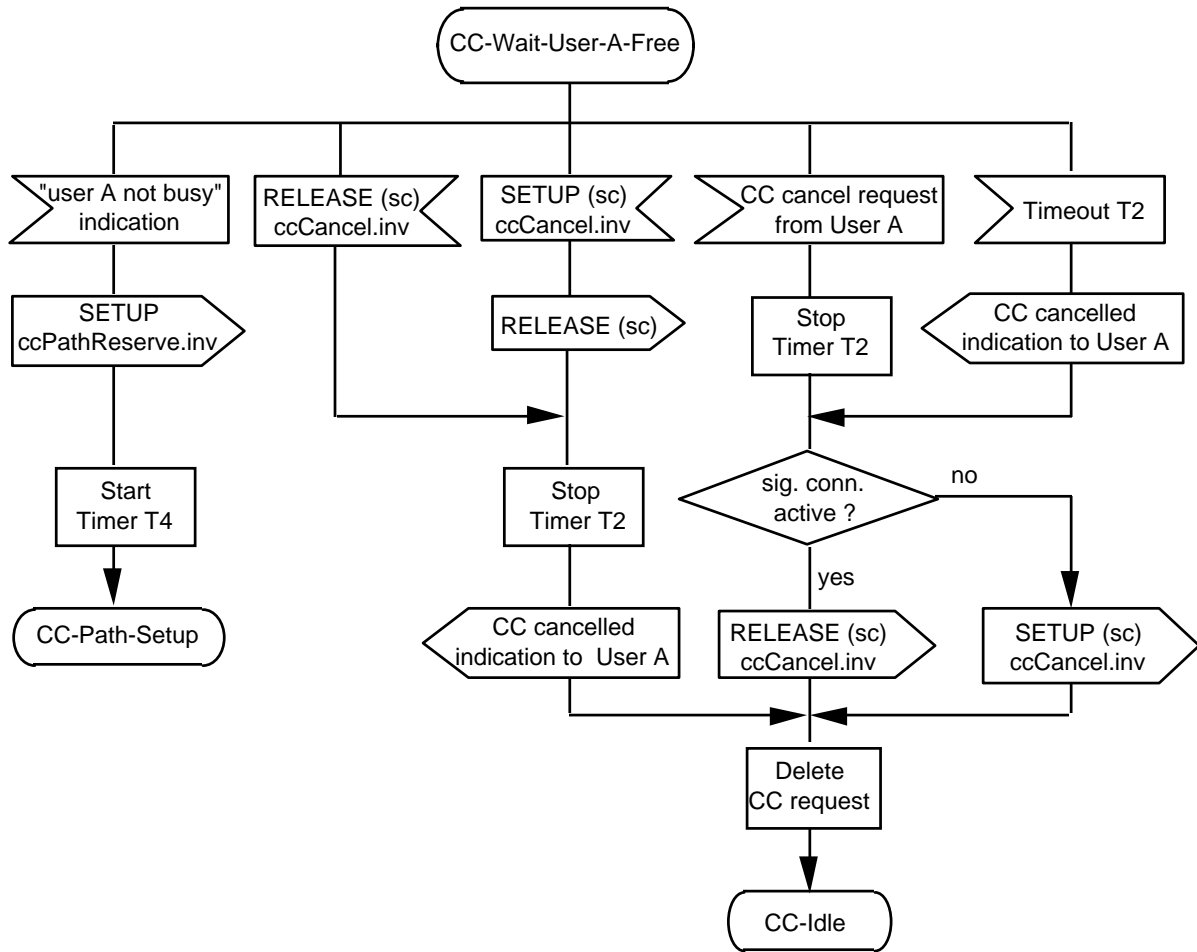 CC-Wait-User-A-Free
"user A not busy"
indication
RELEASE (sc)
ccCancel.inv
SETUP (sc)
ccCancel.inv
CC cancel request
from User A
Timeout T2
SETUP
ccPathReserve.inv
RELEASE (sc)
Stop
Timer T2
CC cancelled
indication to User A
Start
Timer T4
Stop
Timer T2
sig. conn.
active ?
no
yes
CC-Path-Setup
CC cancelled
indication to User A
RELEASE (sc)
ccCancel.inv
SETUP (sc)
ccCancel.inv
Delete
CC request
CC-Idle